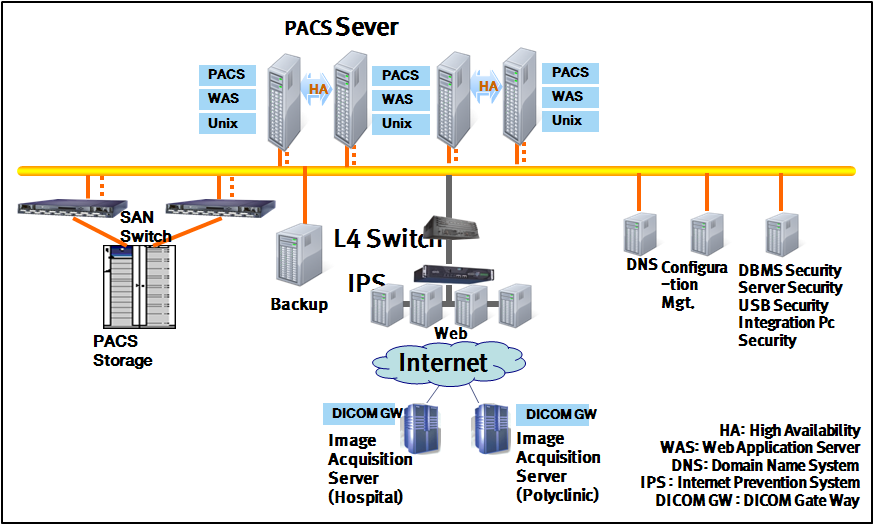 PACS Sever
PACS
WAS
Unix
HA
PACS
WAS
Unix
HA
PACS
WAS
Unix
SAN
Switch
PACS
Storage
Backup
L4 Switch
IPS
Web
DNS
Configura
-tion
Mgt.
DBMS Security
Server Security
USB Security
Integration Pc
Security
Internet
DICOM GW
Image
Acquisition
Server
(Hospital)
DICOM GW
Image
Acquisition
Server
(Polyclinic)
HA: High Availability
WAS: Web Application Server
DNS: Domain Name System
IPS : Internet Prevention System
DICOM GW : DICOM Gate Way